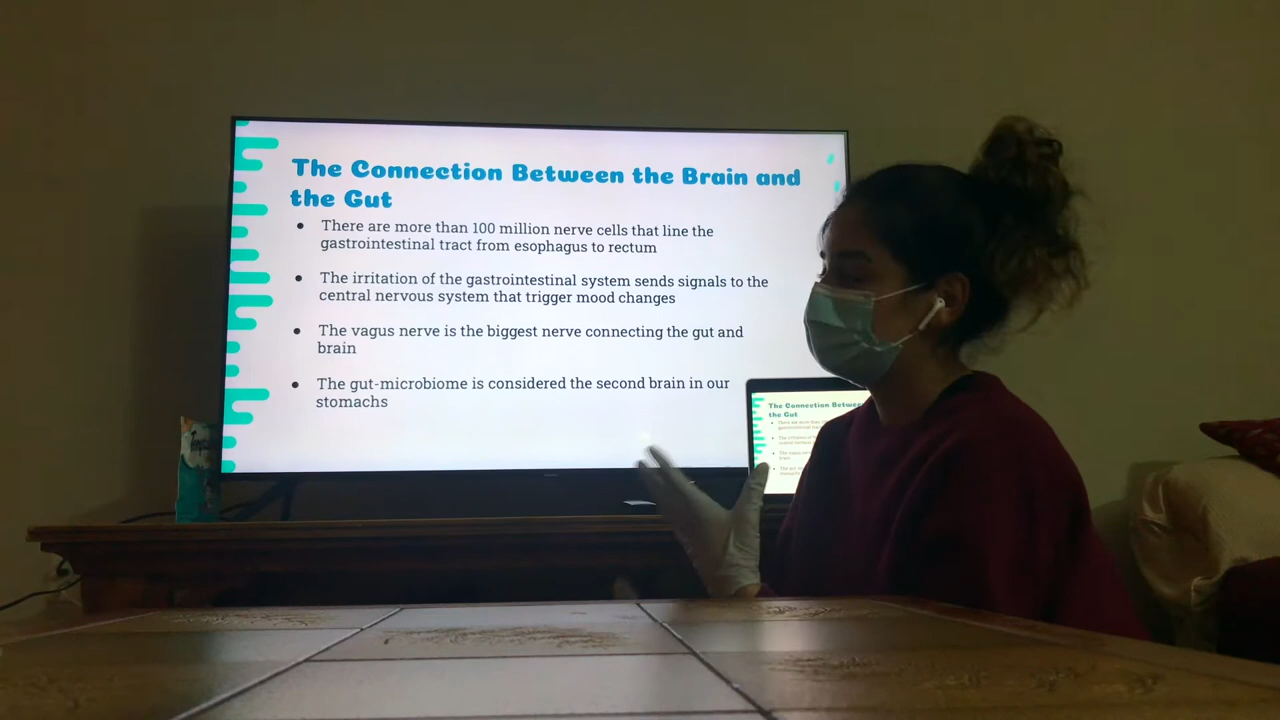 The Connection Between the Brain and
the Gut
There are more than 100 million nerve cells that line the
gastrointestinal tract from esophagus to rectum
The irritation of the gastrointestinal system sends signals to the
central nervous system that trigger mood changes
The vagus nerve is the biggest nerve connecting the gut and
brain
The gut-microbiome is considered the second brain in our
stomachs
The Connection Betwee
the Gut